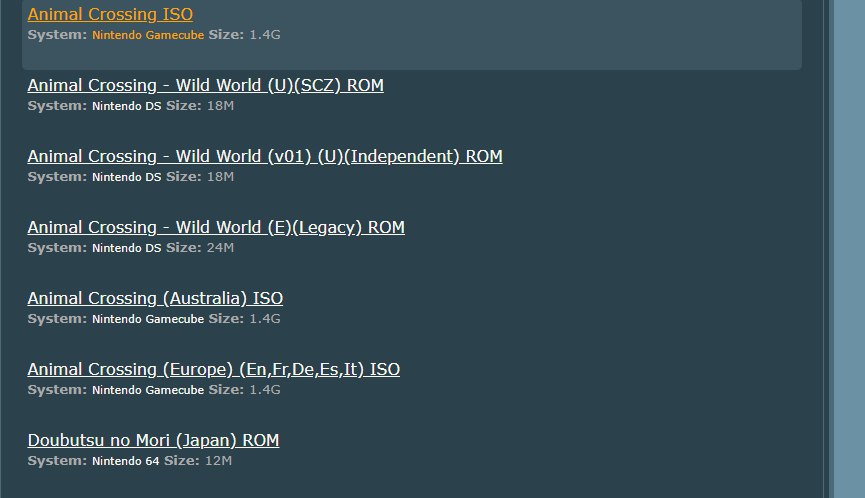 Animal Crossing ISO
System: Nintendo Gamecube Size: 1.4G
Animal Crossing - Wild World (U)(SCZ) ROM
System: Nintendo DS Size: 18M
Animal Crossing - Wild World (v01) (U)(Independent) ROM
System: Nintendo DS Size: 18M
Animal Crossing - Wild World (E)(Legacy) ROM
System: Nintendo DS Size: 24M
Animal Crossing (Australia) ISO
System: Nintendo Gamecube Size: 1.4G
Animal Crossing (Europe) (En,Fr,De,Es,It) ISO
System: Nintendo Gamecube Size: 1.4G
Doubutsu no Mori (Japan) ROM
System: Nintendo 64 Size: 12M